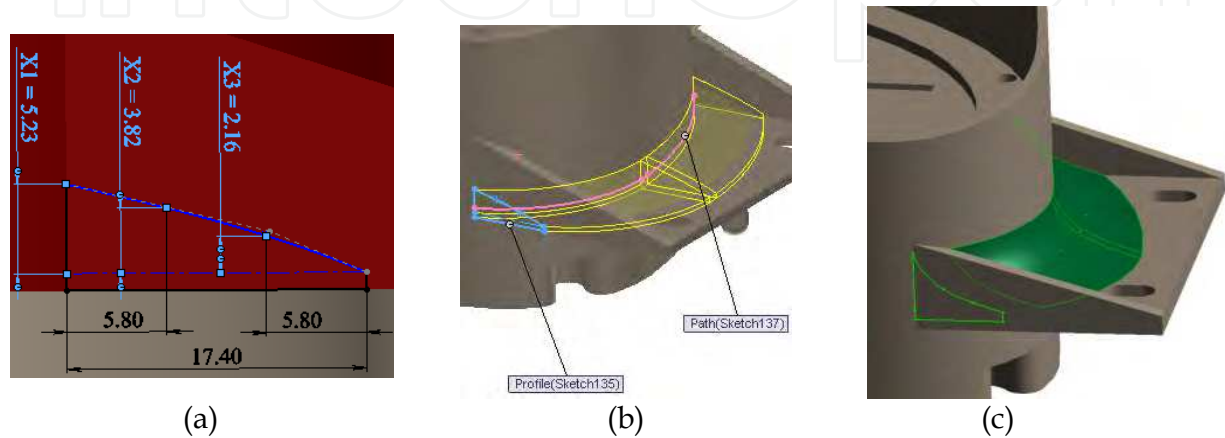 X1 = 5.23
X2 = 3.82
X3 = 2.16
5.80
5.80
17.40
Path(Sketch137)
Profile(Sketch135)
(a)
(b)
(c)